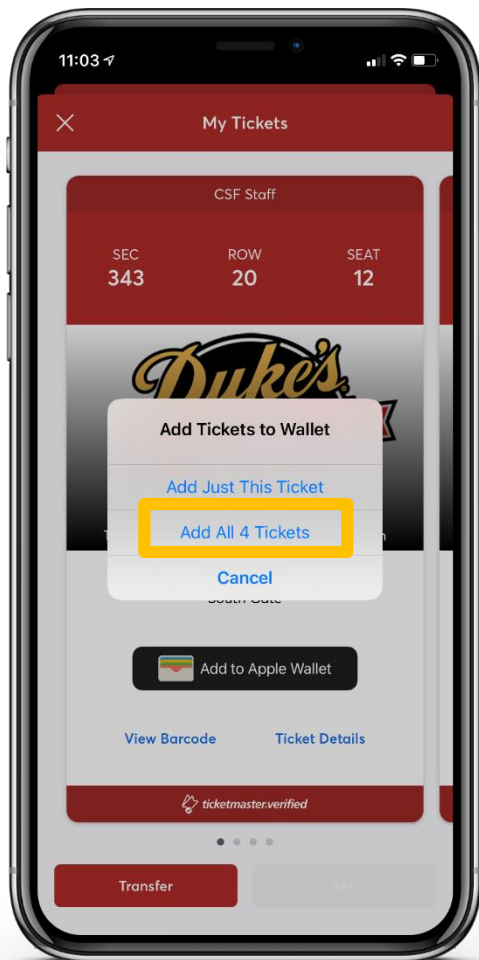 11:03
My Tickets
CSF Staff
SEC ROW SEAT
343 20 12
Duke's
Add Tickets to Wallet
Add Just This Ticket
Add All 4 Tickets
Cancel
South Gate
Add to Apple Wallet
View Barcode Ticket Details
ticketmaster.verified
Transfer Sell